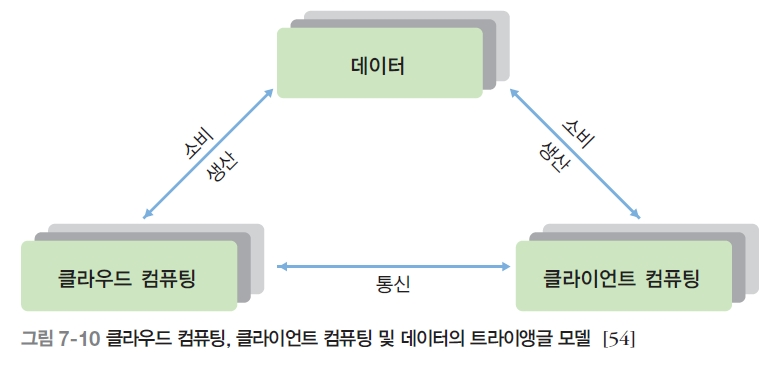 데이터
소비
생산
소비
생산
클라우드 컴퓨팅
통신
클라이언트 컴퓨팅
그림 7-10 클라우드 컴퓨팅, 클라이언트 컴퓨팅 및 데이터의 트라이앵글 모델 [54]